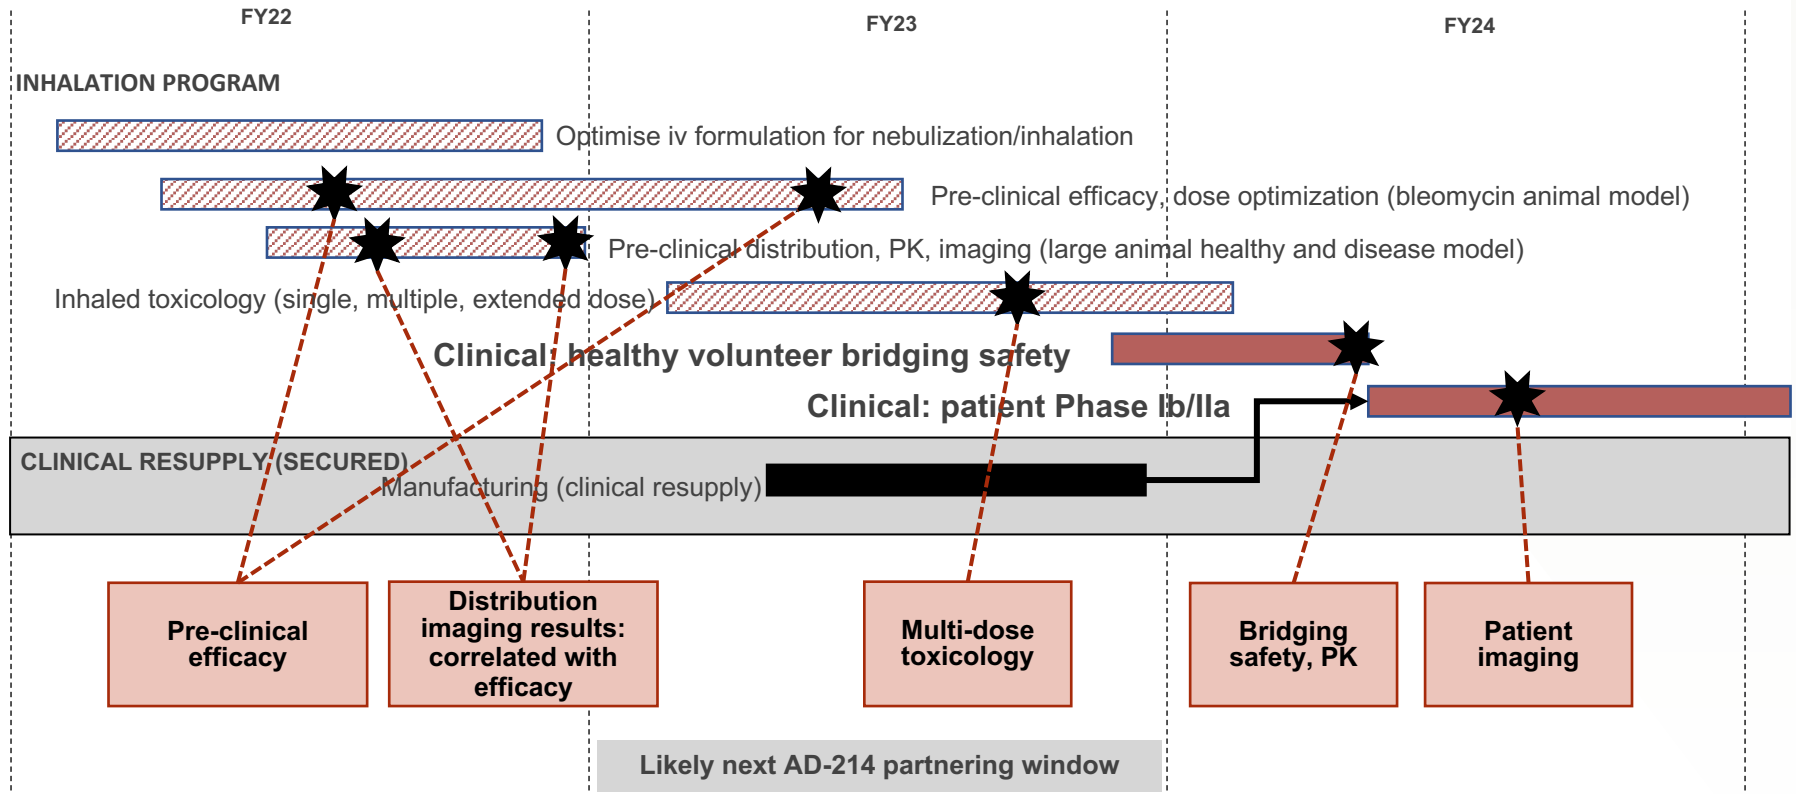 FY22
FY23
FY24
INHALATION PROGRAM
Optimise iv formulation for nebulization/inhalation
Pre-clinical efficacy, dose optimization (bleomycin animal model)
Pre-clinical distribution, PK, imaging (large animal healthy and disease model)
Inhaled toxicology (single, multiple, extended dose)
Clinical: healthy volunteer bridging safety
Clinical: patient Phase Ib/IIa
CLINICAL RESUPPLY (SECURED)
Manufacturing (clinical resupply)
Pre-clinical
efficacy
Distribution
imaging results:
correlated with
efficacy
Multi-dose
toxicology
Bridging
safety, PK
Patient
imaging
Likely next AD-214 partnering window